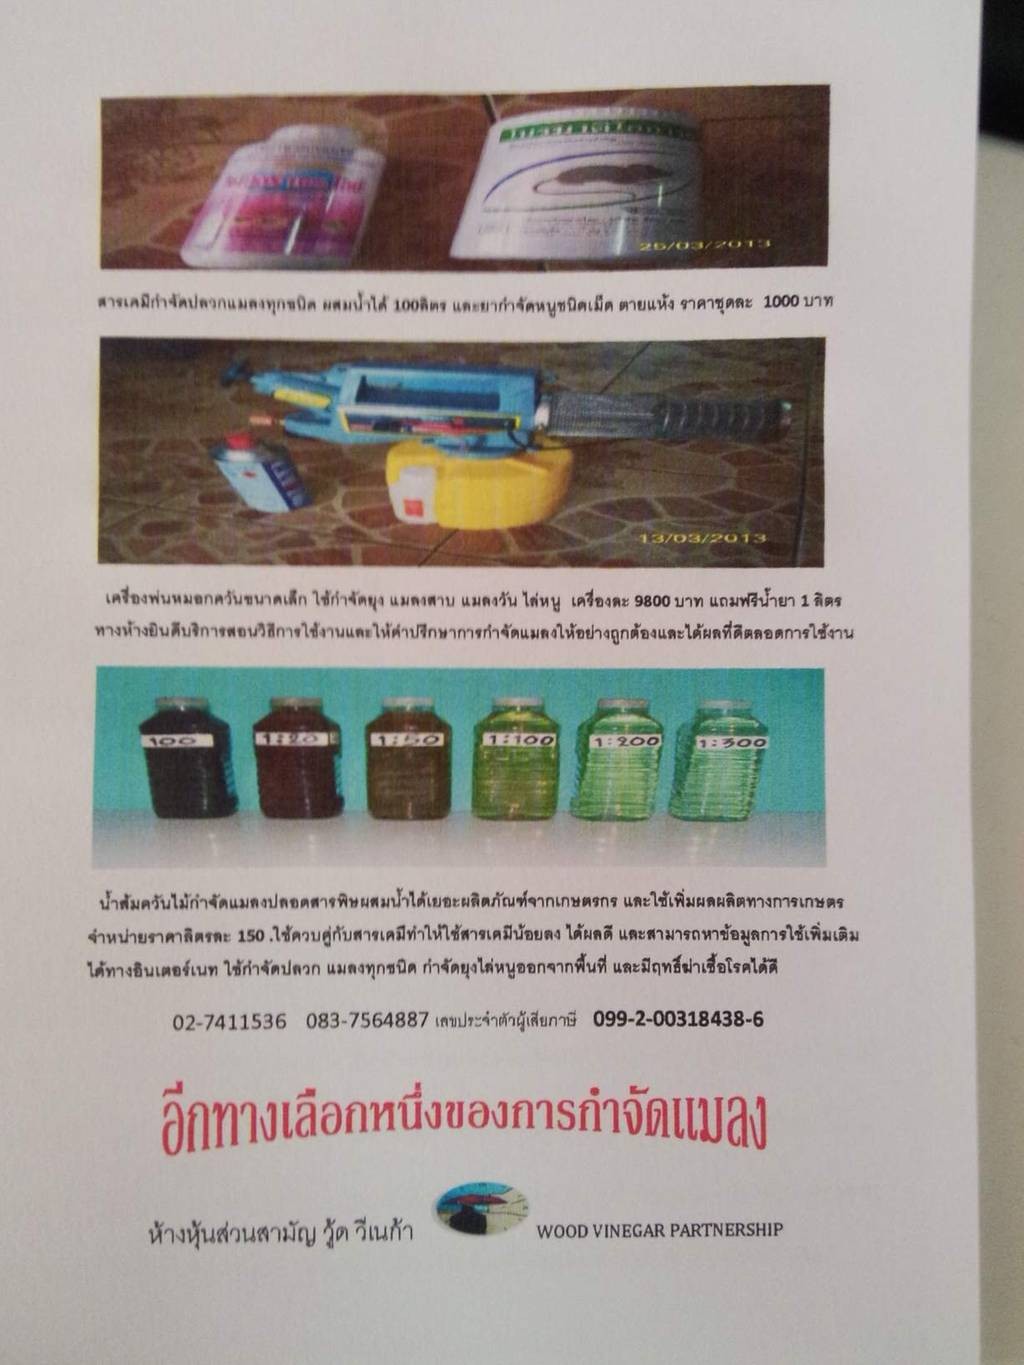 25/03/2013
สารเคมีกำจัดปลวกแมลงทุกชนิด ผสมน้ำได้ 100ลิตร และยากำจัดหนูชนิดเม็ด ตายแห้ง ราคาชุดละ 1000 บาท
13/03/2013
เครื่องพ่นหมอกควันขนาดเล็ก ใช้กำจัดยุง แมลงสาบ แมลงวัน ไล่หนู เครื่องละ 9800 บาท แถมฟรีน้ำยา 1 ลิตร
ทางห้างยินดีบริการสอนวิธีการใช้งานและให้คำปรึกษาการกำจัดแมลงให้อย่างถูกต้องและได้ผลที่ดีตลอดการใช้งาน
100 1:20 1:50 1:100 1:200 1:300
น้ำส้มควันไม้กำจัดแมลงปลอดสารพิษผสมน้ำได้เยอะผลิตภัณฑ์จากเกษตรกร และใช้เพิ่มผลผลิตทางการเกษตร
จำหน่ายราคาลิตรละ 150 .ใช้ควบคู่กับสารเคมีทำให้ใช้สารเคมีน้อยลง ได้ผลดี และสามารถหาข้อมูลการใช้เพิ่มเติม
ได้ทางอินเตอร์เนท ใช้กำจัดปลวก แมลงทุกชนิด กำจัดยุงไล่หนูออกจากพื้นที่ และมีฤทธิ์ฆ่าเชื้อโรคได้ดี
02-7411536 083-7564887 เลขประจำตัวผู้เสียภาษี 099-2-00318438-6
อีกทางเลือกหนึ่งของการกำจัดแมลง
ห้างหุ้นส่วนสามัญ วู้ด วีเนก้า WOOD VINEGAR PARTNERSHIP